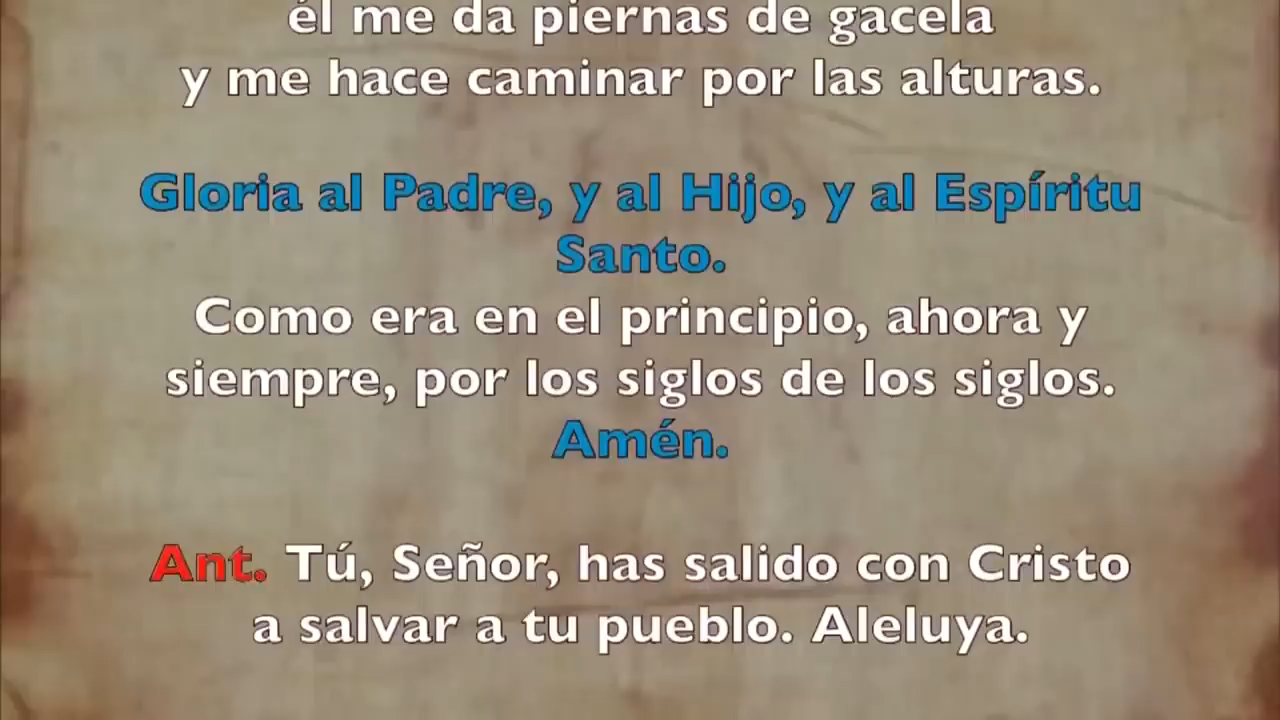 él me da piernas de gacela
y me hace caminar por las alturas.
Gloria al Padre, y al Hijo, y al Espíritu
Santo.
Como era en el principio, ahora y
siempre, por los siglos de los siglos.
Amén.
Ant. Tú, Señor, has salido con Cristo
a salvar a tu pueblo. Aleluya.